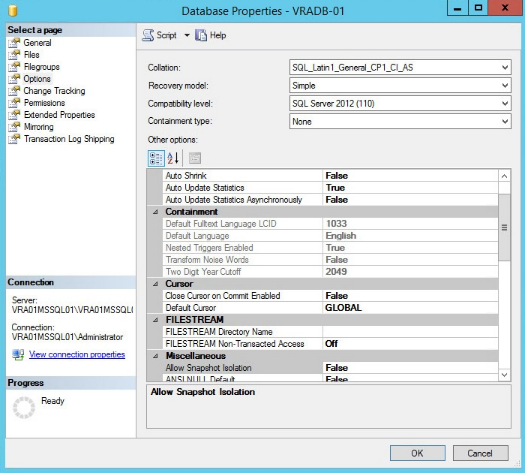 Database Properties - VRADB-01
Select a page
General
Files
Filegroups
Options
Change Tracking
Permissions
Extended Properties
Mirroring
Transaction Log Shipping
Connection
Server:
VRA01MSSQL01\VRA01MSSQL(
Connection:
VRA01MSSQL01\Administrator
View connection properties
Progress
Ready
Script Help
Collation: SQL_Latin1_General_CP1_CI_AS
Recovery model: Simple
Compatibility level: SQL Server 2012 (110)
Containment type: None
Other options:
Auto Shrink False
Auto Update Statistics True
Auto Update Statistics Asynchronously False
Containment
Default Fulltext Language LCID 1033
Default Language English
Nested Triggers Enabled True
Transform Noise Words False
Two Digit Year Cutoff 2049
Cursor
Close Cursor on Commit Enabled False
Default Cursor GLOBAL
FILESTREAM
FILESTREAM Directory Name
FILESTREAM Non-Transacted Access Off
Miscellaneous
Allow Snapshot Isolation False
ANSI NULL Default False
Allow Snapshot Isolation
OK Cancel